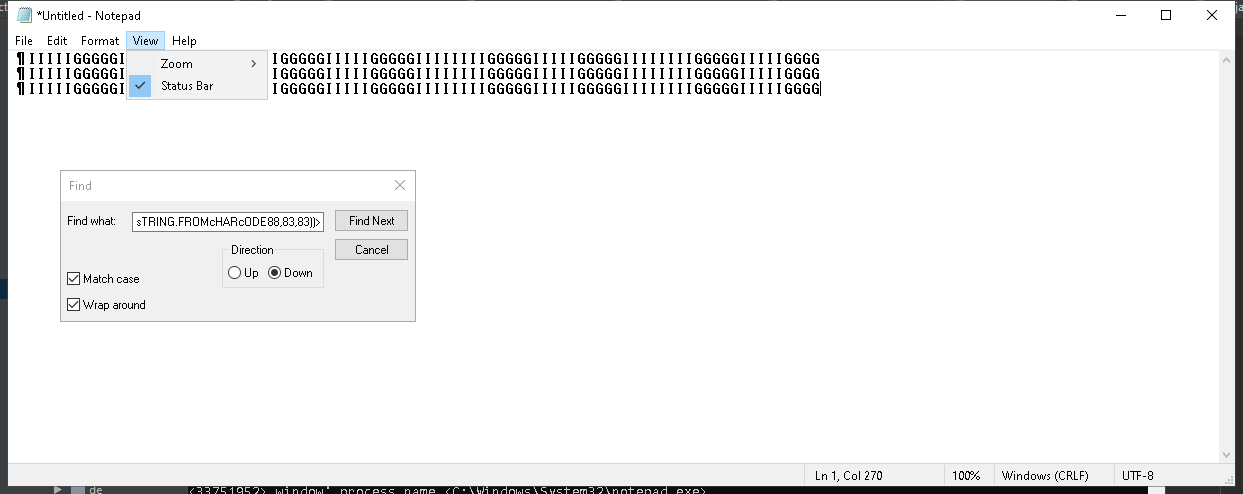 *Untitled - Notepad
File Edit Format View Help
¶IIIIIGGGGGI IGGGGGIIIIIGGGGGIIIIIIIIGGGGGIIIIIGGGGGIIIIIIIIGGGGGIIIIIGGGG
¶IIIIIGGGGGI IGGGGGIIIIIGGGGGIIIIIIIIGGGGGIIIIIGGGGGIIIIIIIIGGGGGIIIIIGGGG
¶IIIIIGGGGGI IGGGGGIIIIIGGGGGIIIIIIIIGGGGGIIIIIGGGGGIIIIIIIIGGGGGIIIIIGGGG
Zoom >
Status Bar
Find
Find what: sTRING.FROMcHARcODE88,83,83))> Find Next
Direction Cancel
Up Down
Match case
Wrap around
Ln 1, Col 270 100% Windows (CRLF) UTF-8
de <33751952> window' process name <C:\Windows\System32\notepad.exe>